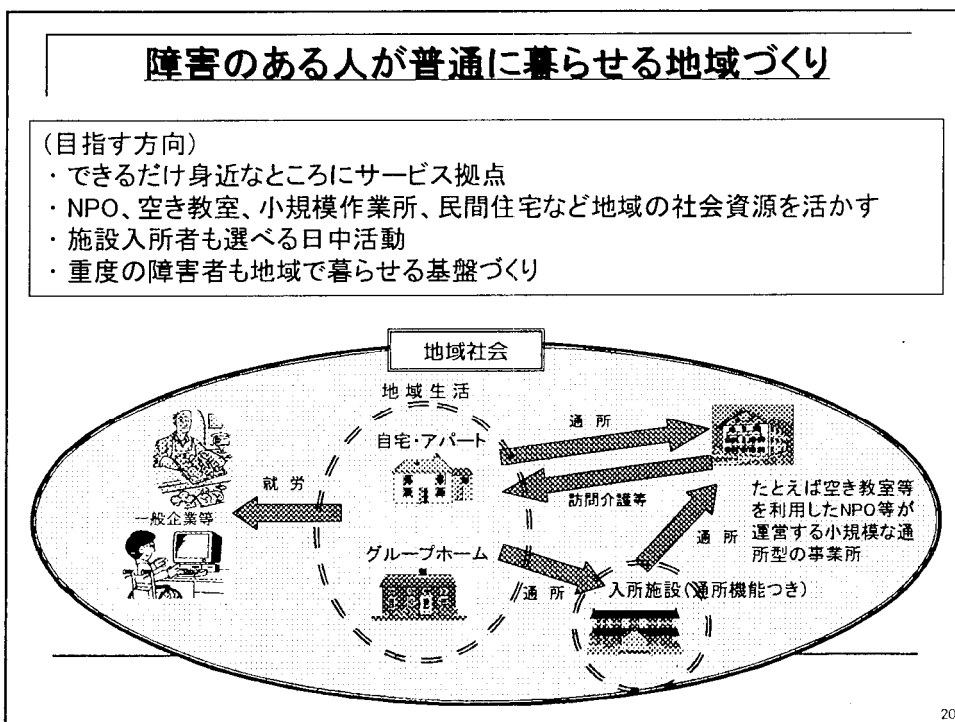 障害のある人が普通に暮らせる地域づくり
(目指す方向)
・できるだけ身近なところにサービス拠点
・NPO、空き教室、小規模作業所、民間住宅など地域の社会資源を活かす
・施設入所者も選べる日中活動
・重度の障害者も地域で暮らせる基盤づくり
地域社会
地域生活
自宅・アパート
通所
訪問介護等
就労
一般企業等
グループホーム
通所
通所
たとえば空き教室等
を利用したNPO等が
運営する小規模な通
所型の事業所
入所施設(通所機能つき)
20